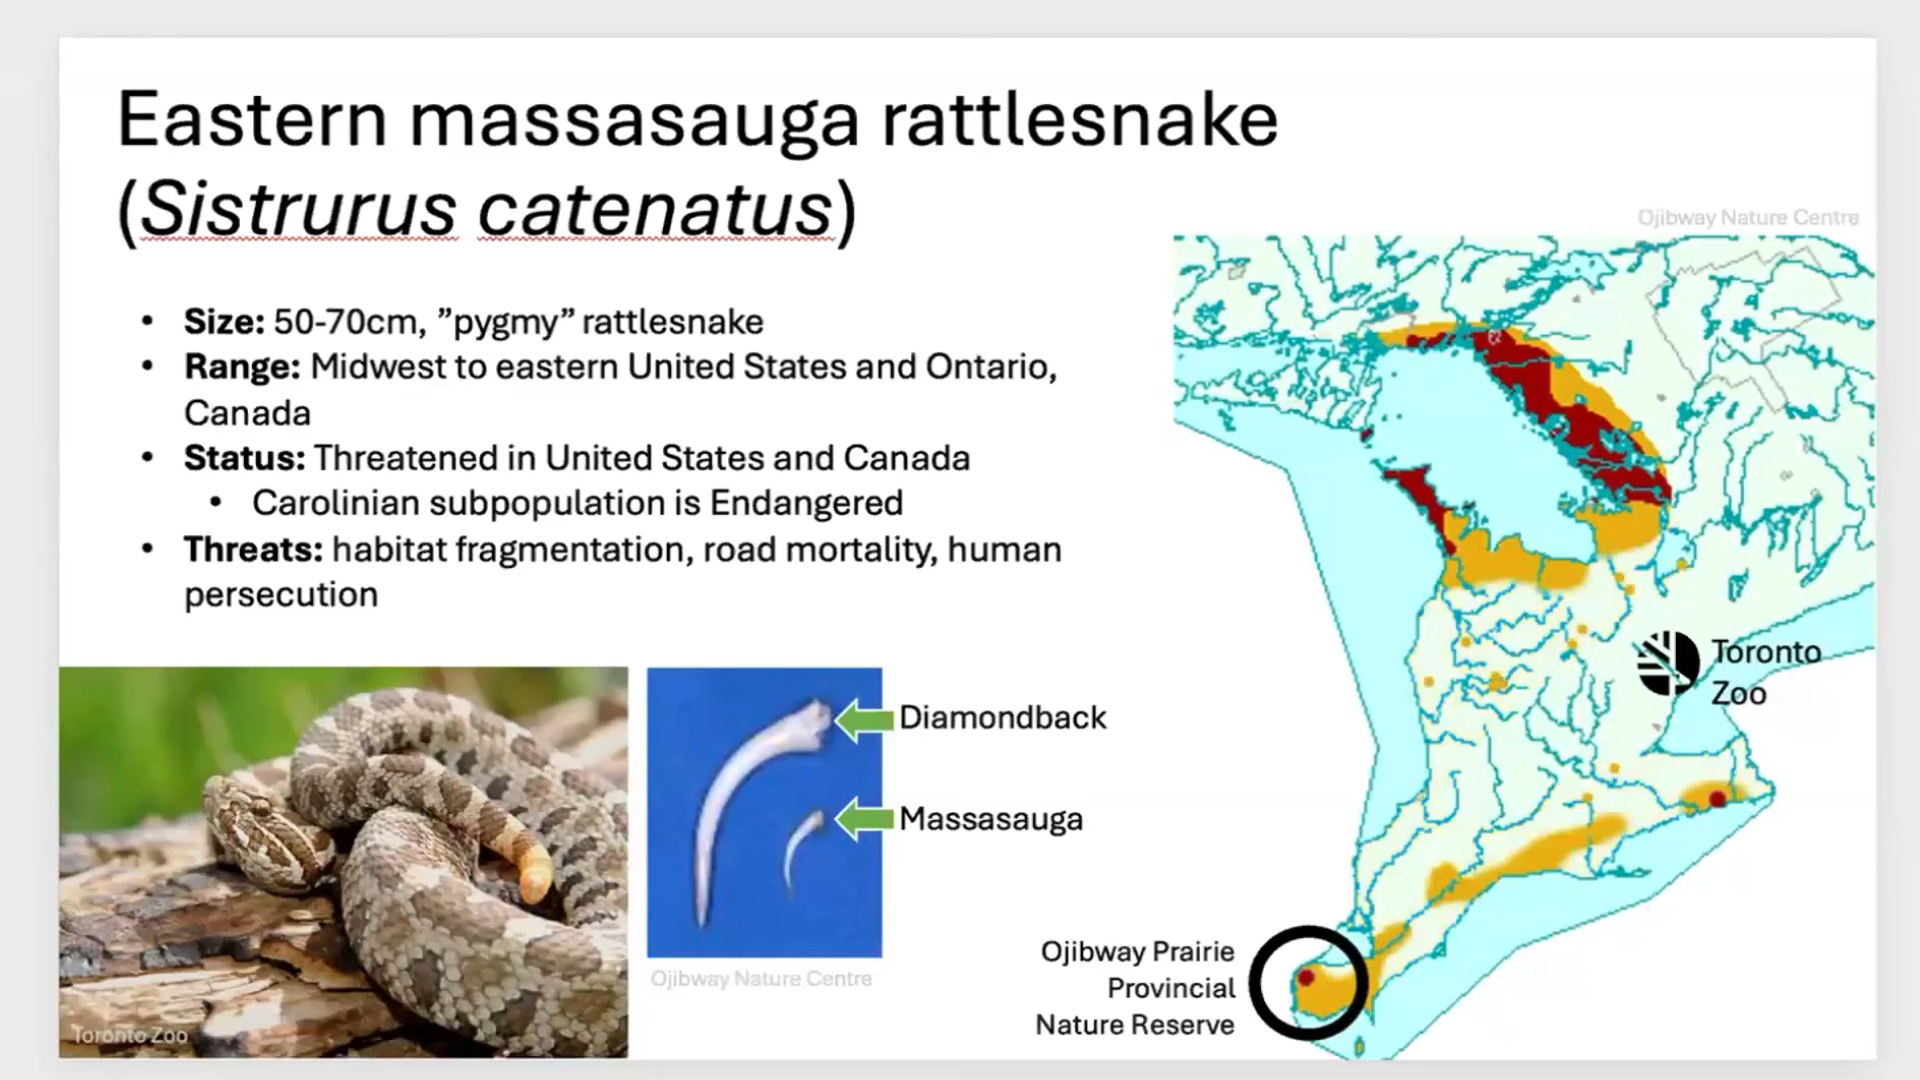 Eastern massasauga rattlesnake
(Sistrurus catenatus)
Ojibway Nature Centre
• Size: 50-70cm, ”pygmy” rattlesnake
• Range: Midwest to eastern United States and Ontario,
Canada
• Status: Threatened in United States and Canada
• Carolinian subpopulation is Endangered
• Threats: habitat fragmentation, road mortality, human
persecution
Toronto
Zoo
Diamondback
Massasauga
Ojibway Nature Centre
Toronto Zoo
Ojibway Prairie
Provincial
Nature Reserve